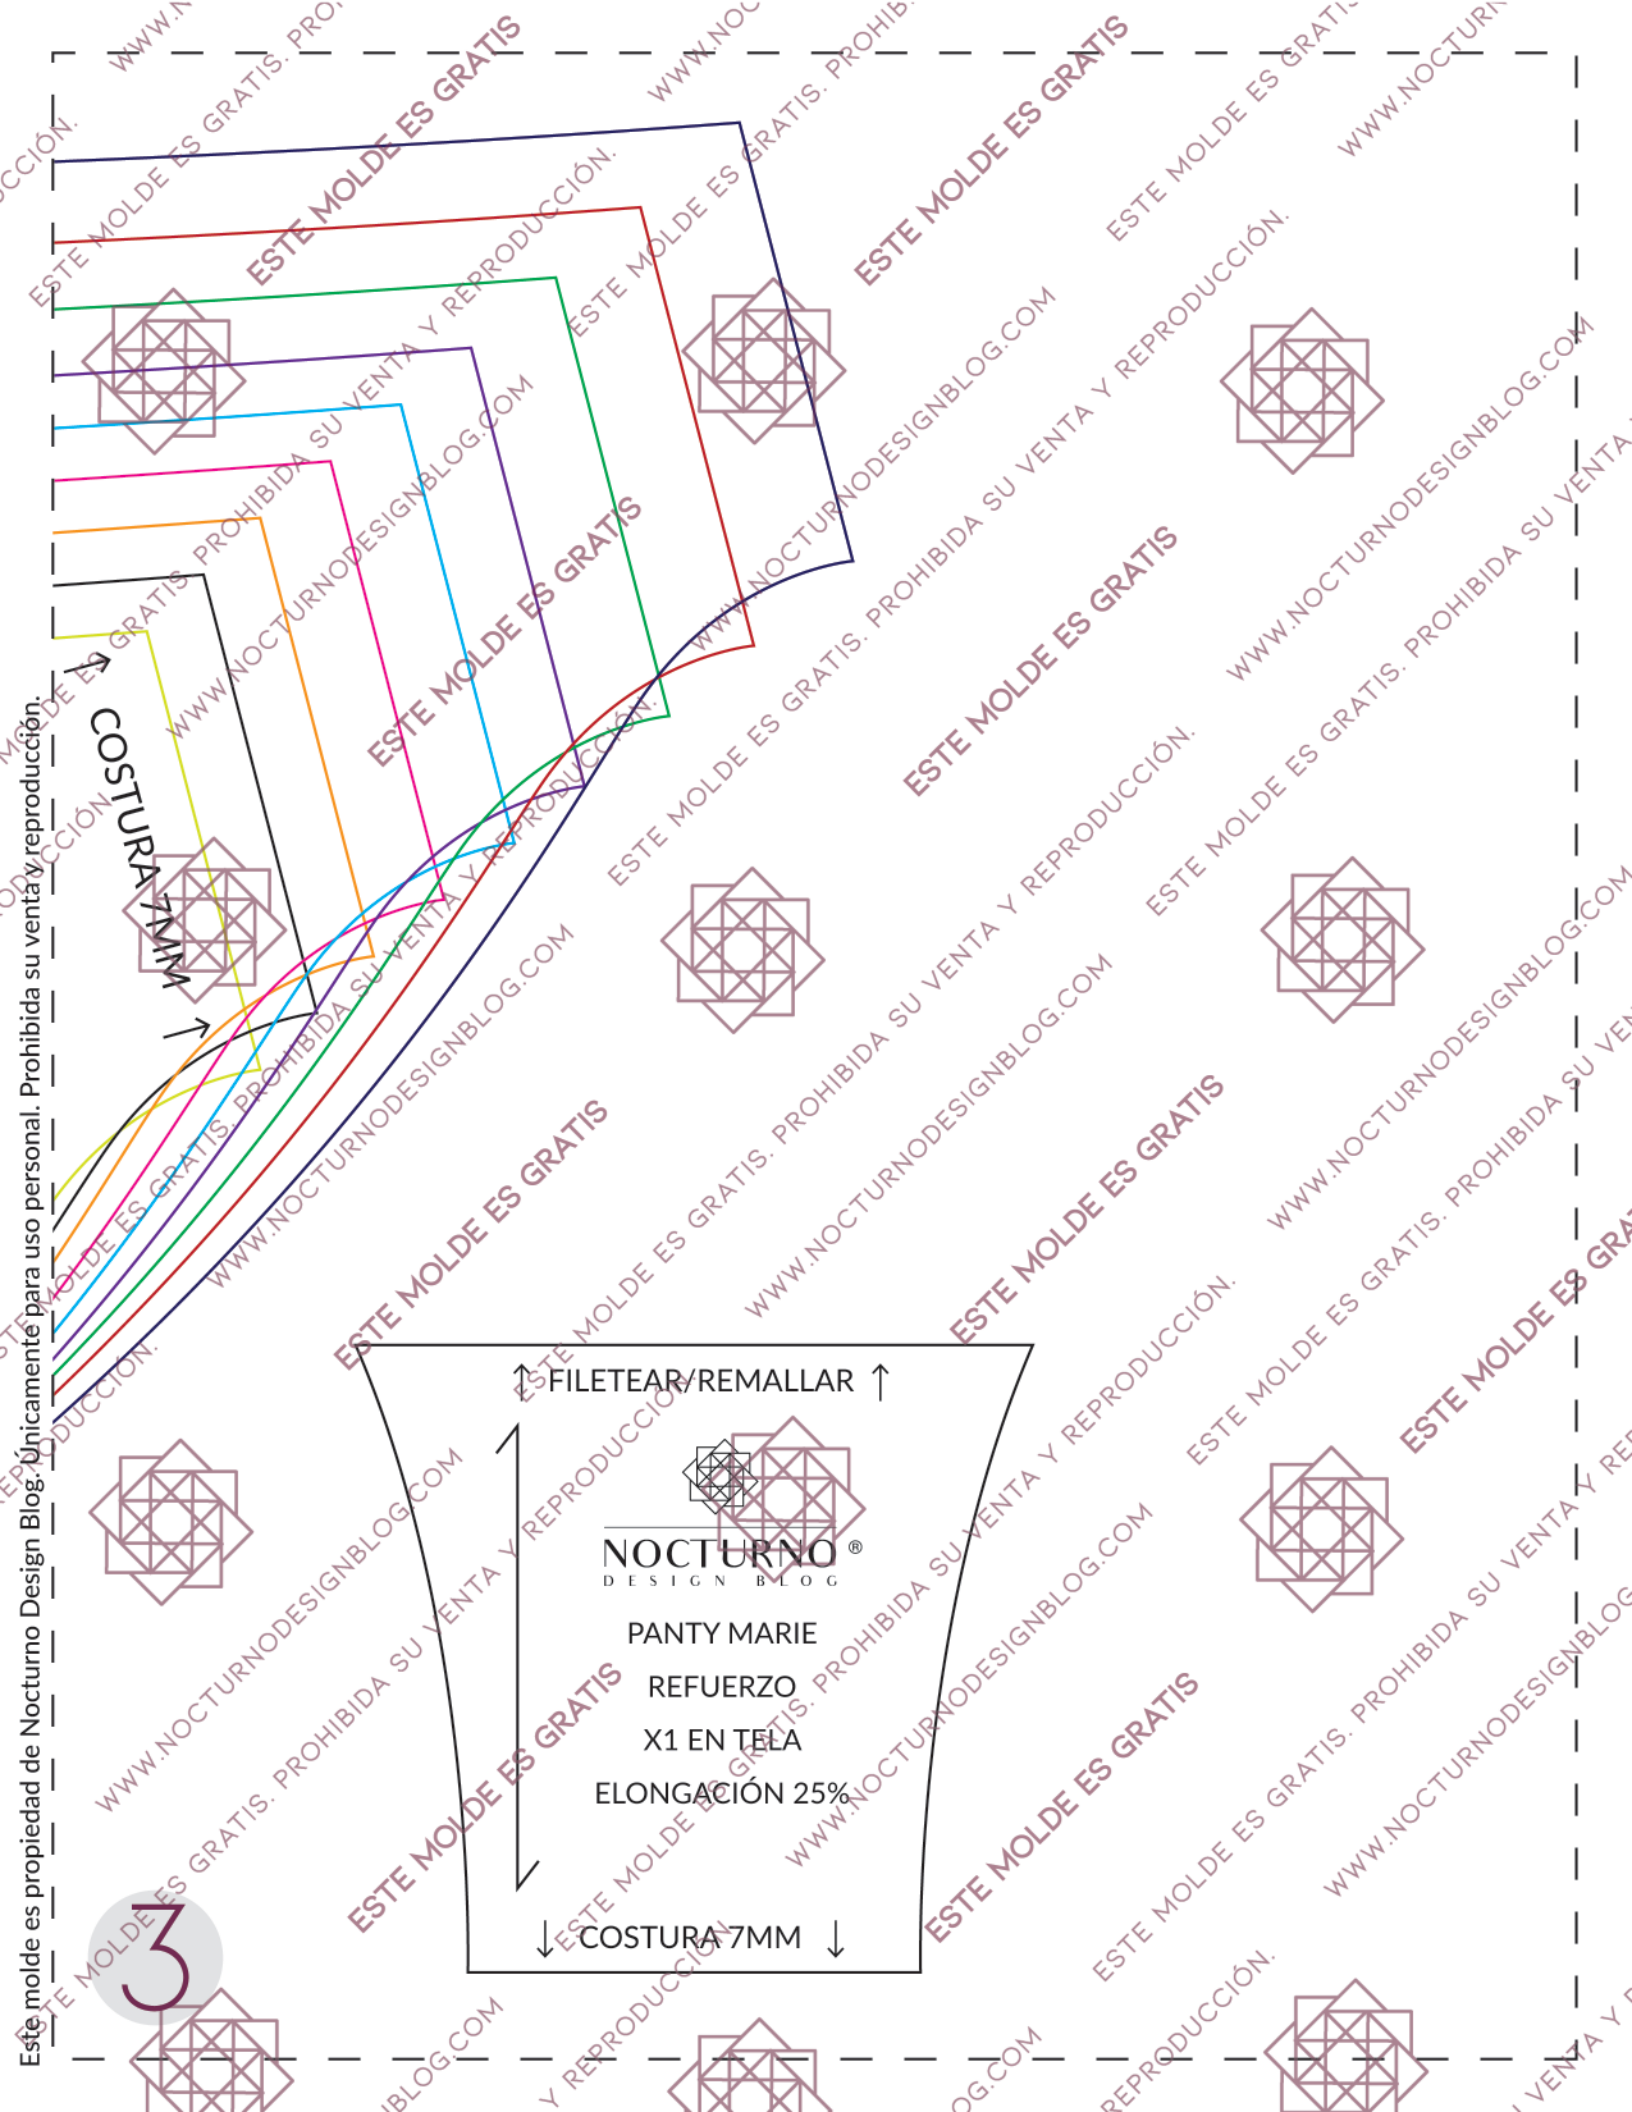 Este molde es propiedad de Nocturno Design Blog. Únicamente para uso personal. Prohibida su venta y reproducción.
COSTURA 7MM
↑ FILETEAR/REMALLAR ↑
NOCTURNO ®
DESIGN BLOG
PANTY MARIE
REFUERZO
X1 EN TELA
ELONGACIÓN 25%
↓ COSTURA 7MM ↓
3
ESTE MOLDE ES GRATIS
ESTE MOLDE ES GRATIS. PROHIBIDA SU VENTA Y REPRODUCCIÓN.
WWW.NOCTURNODESIGNBLOG.COM